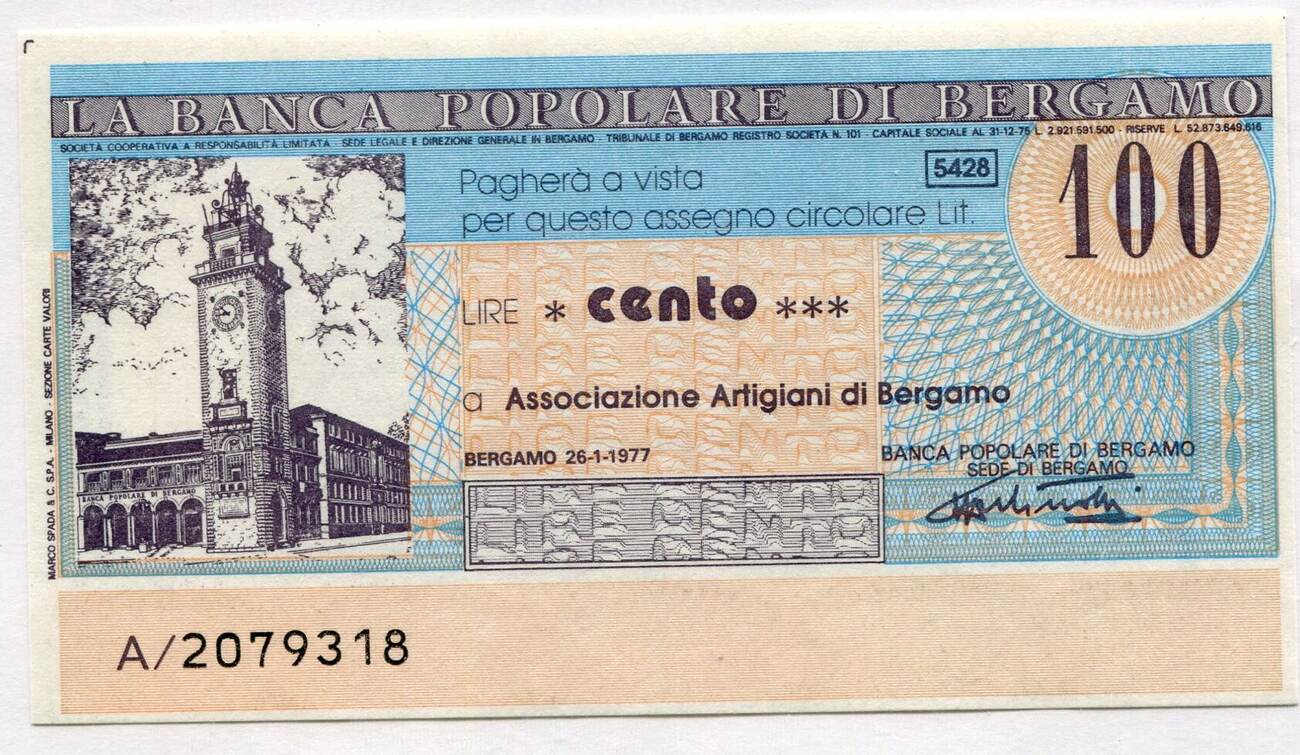 LA BANCA POPOLARE DI BERGAMO
SOCIETÀ COOPERATIVA A RESPONSABILITÀ LIMITATA - SEDE LEGALE E DIREZIONE GENERALE IN BERGAMO - TRIBUNALE DI BERGAMO REGISTRO SOCIETÀ N. 101 - CAPITALE SOCIALE AL 31-12-75 L. 2.921.591.500 - RISERVE L. 52.873.649.616
Pagherà a vista
5428
100
per questo assegno circolare Lit.
LIRE * cento ***
a Associazione Artigiani di Bergamo
BERGAMO 26-1-1977
BANCA POPOLARE DI BERGAMO
SEDE DI BERGAMO
BANCA POPOLARE DI BERGAMO
MARCO SPADA & C. S.P.A. - MILANO - SEZIONE CARTE VALORI
A/2079318